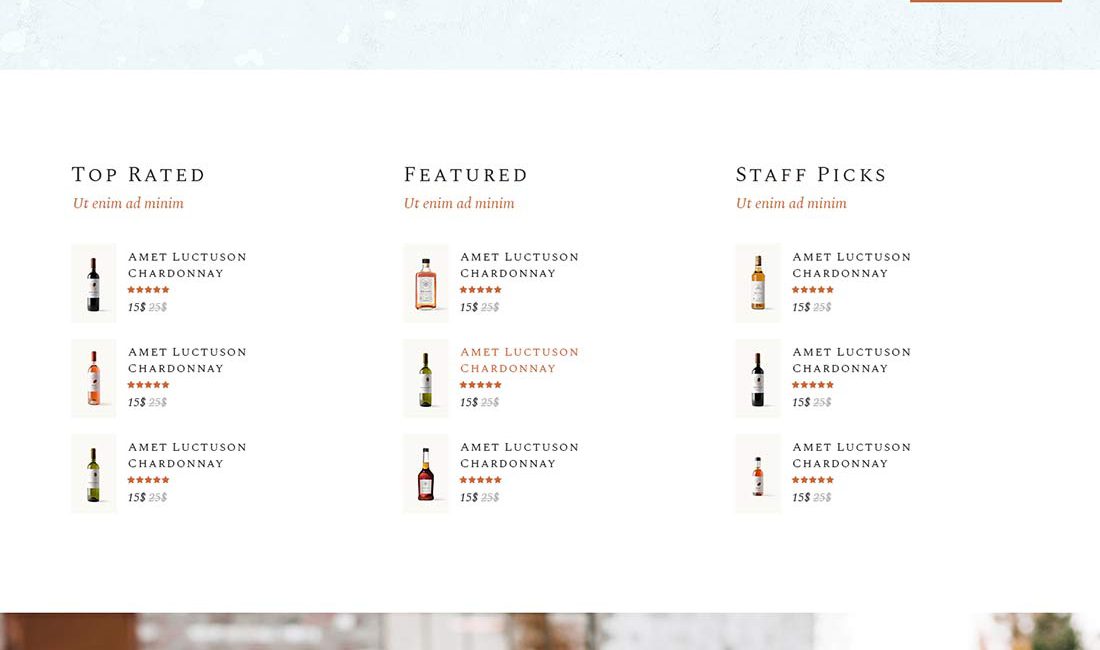 Top Rated
Ut enim ad minim
Amet Luctuson
Chardonnay
15$ 25$
Amet Luctuson
Chardonnay
15$ 25$
Amet Luctuson
Chardonnay
15$ 25$
Featured
Ut enim ad minim
Amet Luctuson
Chardonnay
15$ 25$
Amet Luctuson
Chardonnay
15$ 25$
Amet Luctuson
Chardonnay
15$ 25$
Staff Picks
Ut enim ad minim
Amet Luctuson
Chardonnay
15$ 25$
Amet Luctuson
Chardonnay
15$ 25$
Amet Luctuson
Chardonnay
15$ 25$